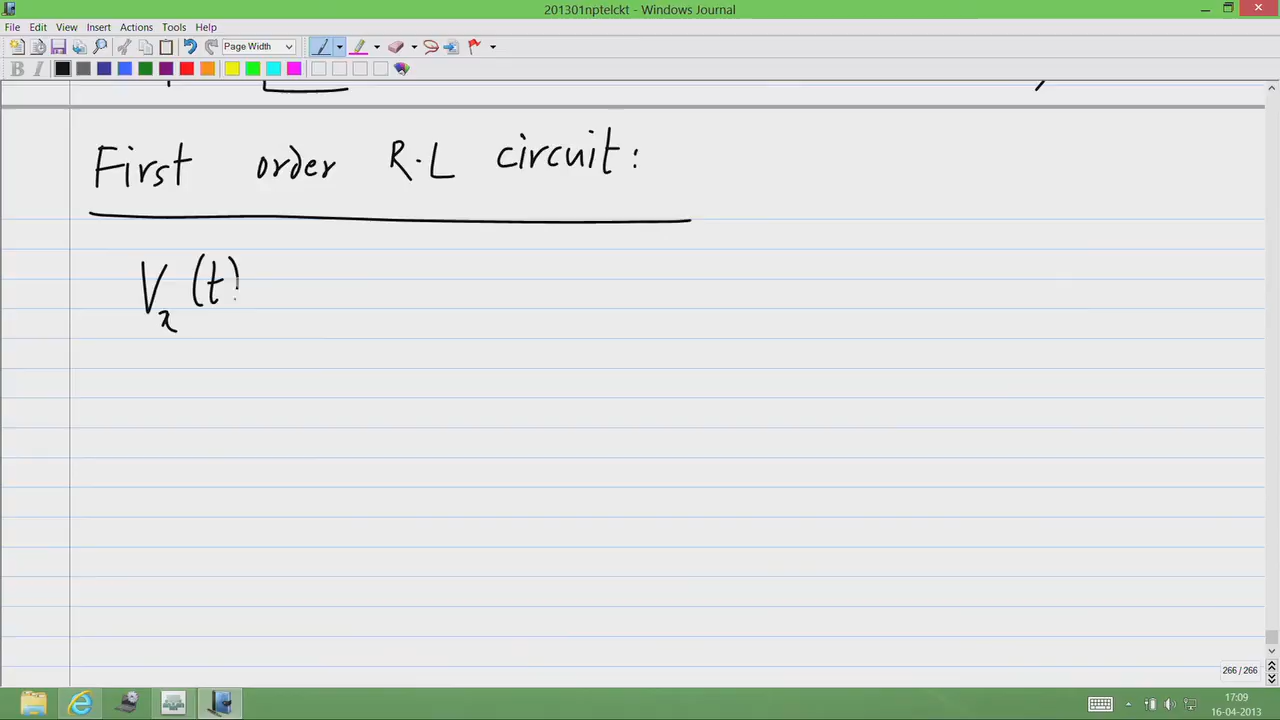 201301nptelckt - Windows Journal
File Edit View Insert Actions Tools Help
Page Width
B I
First order R-L circuit:
Vx (t)
266 / 266
17:09
16-04-2013